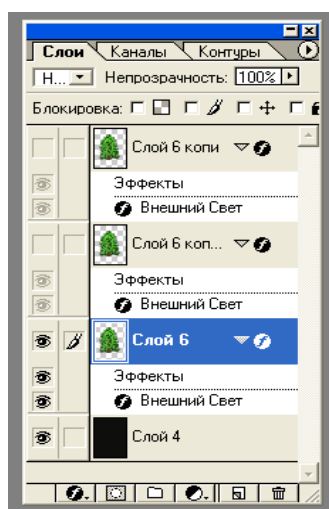 Слои Каналы Контуры
Н... Непрозрачность: 100%
Блокировка:
Слой 6 копи
Эффекты
Внешний Свет
Слой 6 коп...
Эффекты
Внешний Свет
Слой 6
Эффекты
Внешний Свет
Слой 4